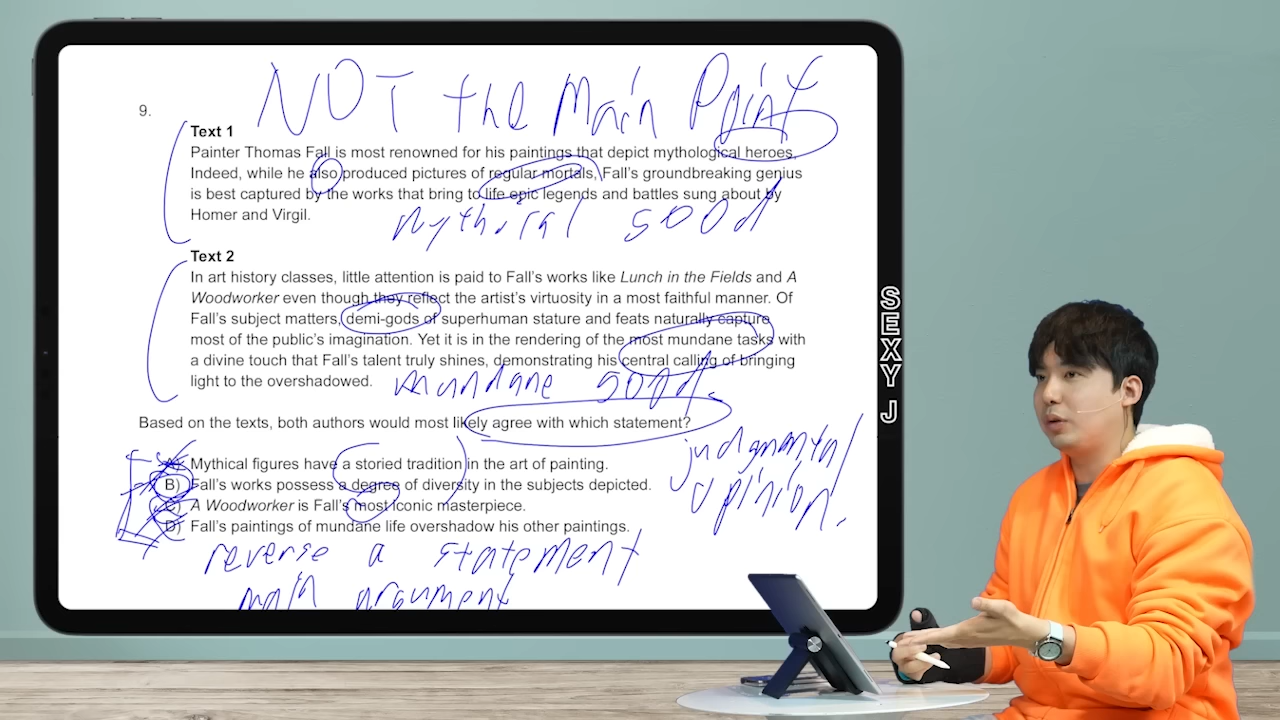 NOT the Main Point
9.
Text 1
Painter Thomas Fall is most renowned for his paintings that depict mythological heroes.
Indeed, while he also produced pictures of regular mortals, Fall's groundbreaking genius
is best captured by the works that bring to life epic legends and battles sung about by
Homer and Virgil.
good
Text 2
In art history classes, little attention is paid to Fall's works like Lunch in the Fields and A
Woodworker even though they reflect the artist's virtuosity in a most faithful manner. Of
Fall's subject matters, demi-gods of superhuman stature and feats naturally capture
most of the public's imagination. Yet it is in the rendering of the most mundane tasks with
a divine touch that Fall's talent truly shines, demonstrating his central calling of bringing
light to the overshadowed.
mundane good.
Based on the texts, both authors would most likely agree with which statement?
judgmental
opinion.
A) Mythical figures have a storied tradition in the art of painting.
B) Fall's works possess a degree of diversity in the subjects depicted.
C) A Woodworker is Fall's most iconic masterpiece.
D) Fall's paintings of mundane life overshadow his other paintings.
reverse a statement
main argument
SEXY J